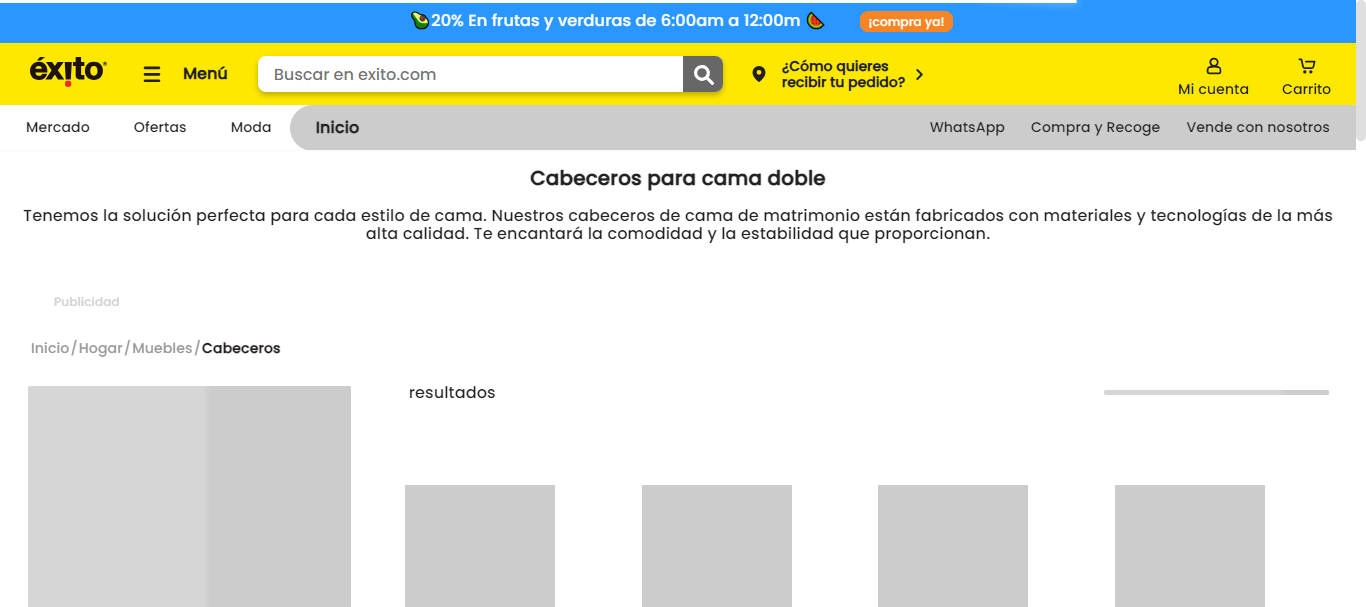 20% En frutas y verduras de 6:00am a 12:00m
¡compra ya!
éxito
Menú
Buscar en exito.com
¿Cómo quieres
recibir tu pedido?
Mi cuenta
Carrito
Mercado
Ofertas
Moda
Inicio
WhatsApp
Compra y Recoge
Vende con nosotros
Cabeceros para cama doble
Tenemos la solución perfecta para cada estilo de cama. Nuestros cabeceros de cama de matrimonio están fabricados con materiales y tecnologías de la más
alta calidad. Te encantará la comodidad y la estabilidad que proporcionan.
Publicidad
Inicio/Hogar/Muebles/Cabeceros
resultados